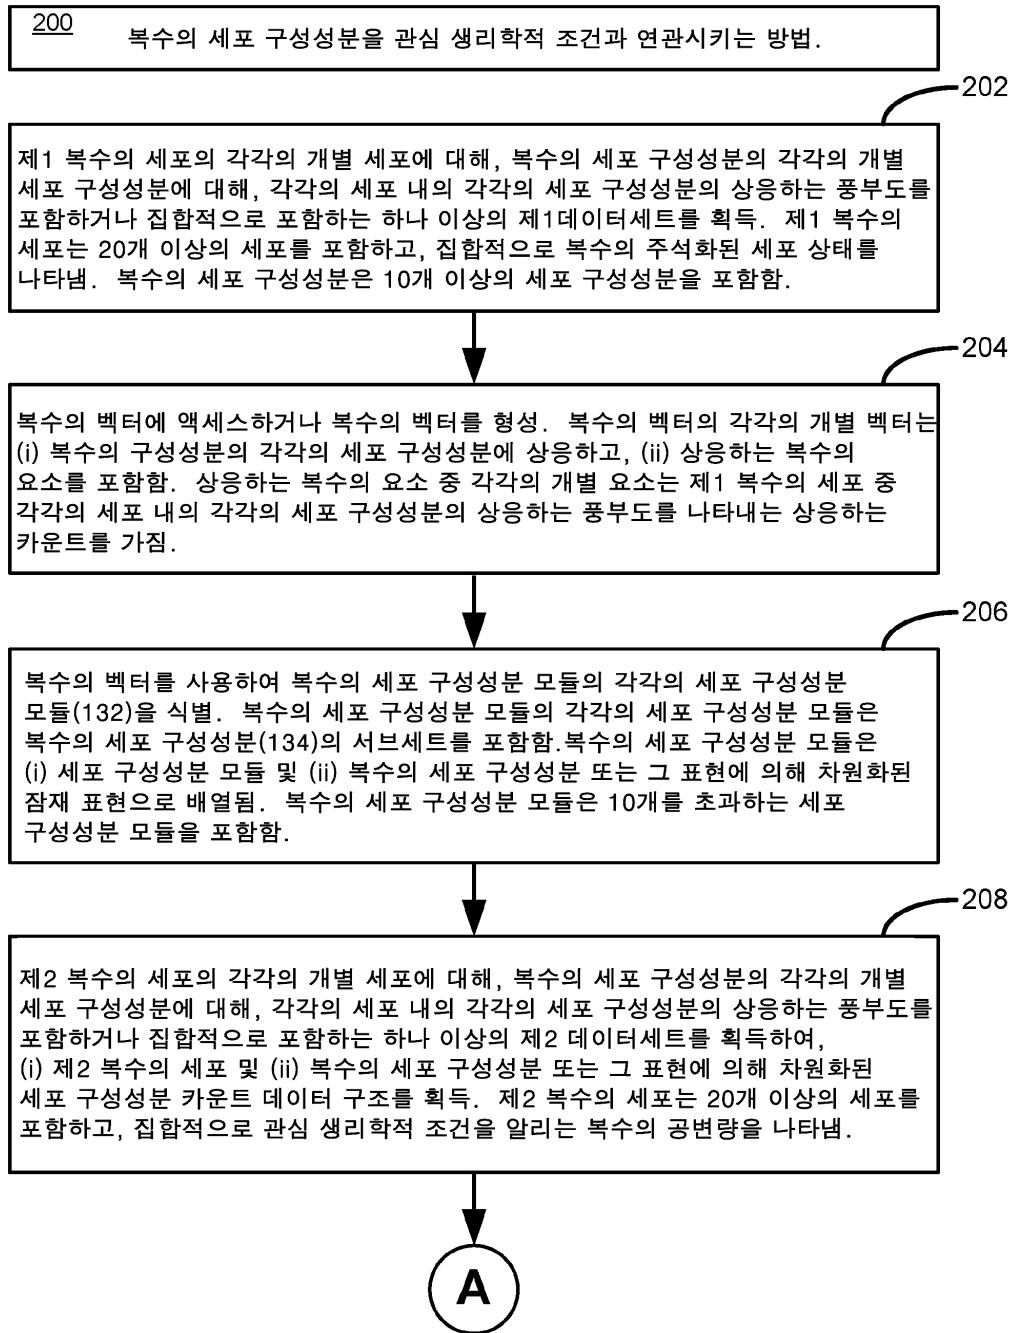 200
복수의 세포 구성성분을 관심 생리학적 조건과 연관시키는 방법.
202
제1 복수의 세포의 각각의 개별 세포에 대해, 복수의 세포 구성성분의 각각의 개별
세포 구성성분에 대해, 각각의 세포 내의 각각의 세포 구성성분의 상응하는 풍부도를
포함하거나 집합적으로 포함하는 하나 이상의 제1데이터세트를 획득. 제1 복수의
세포는 20개 이상의 세포를 포함하고, 집합적으로 복수의 주석화된 세포 상태를
나타냄. 복수의 세포 구성성분은 10개 이상의 세포 구성성분을 포함함.
204
복수의 벡터에 액세스하거나 복수의 벡터를 형성. 복수의 벡터의 각각의 개별 벡터는
(i) 복수의 구성성분의 각각의 세포 구성성분에 상응하고, (ii) 상응하는 복수의
요소를 포함함. 상응하는 복수의 요소 중 각각의 개별 요소는 제1 복수의 세포 중
각각의 세포 내의 각각의 세포 구성성분의 상응하는 풍부도를 나타내는 상응하는
카운트를 가짐.
206
복수의 벡터를 사용하여 복수의 세포 구성성분 모듈의 각각의 세포 구성성분
모듈(132)을 식별. 복수의 세포 구성성분 모듈의 각각의 세포 구성성분 모듈은
복수의 세포 구성성분(134)의 서브세트를 포함함.복수의 세포 구성성분 모듈은
(i) 세포 구성성분 모듈 및 (ii) 복수의 세포 구성성분 또는 그 표현에 의해 차원화된
잠재 표현으로 배열됨. 복수의 세포 구성성분 모듈은 10개를 초과하는 세포
구성성분 모듈을 포함함.
208
제2 복수의 세포의 각각의 개별 세포에 대해, 복수의 세포 구성성분의 각각의 개별
세포 구성성분에 대해, 각각의 세포 내의 각각의 세포 구성성분의 상응하는 풍부도를
포함하거나 집합적으로 포함하는 하나 이상의 제2 데이터세트를 획득하여,
(i) 제2 복수의 세포 및 (ii) 복수의 세포 구성성분 또는 그 표현에 의해 차원화된
세포 구성성분 카운트 데이터 구조를 획득. 제2 복수의 세포는 20개 이상의 세포를
포함하고, 집합적으로 관심 생리학적 조건을 알리는 복수의 공변량을 나타냄.
A